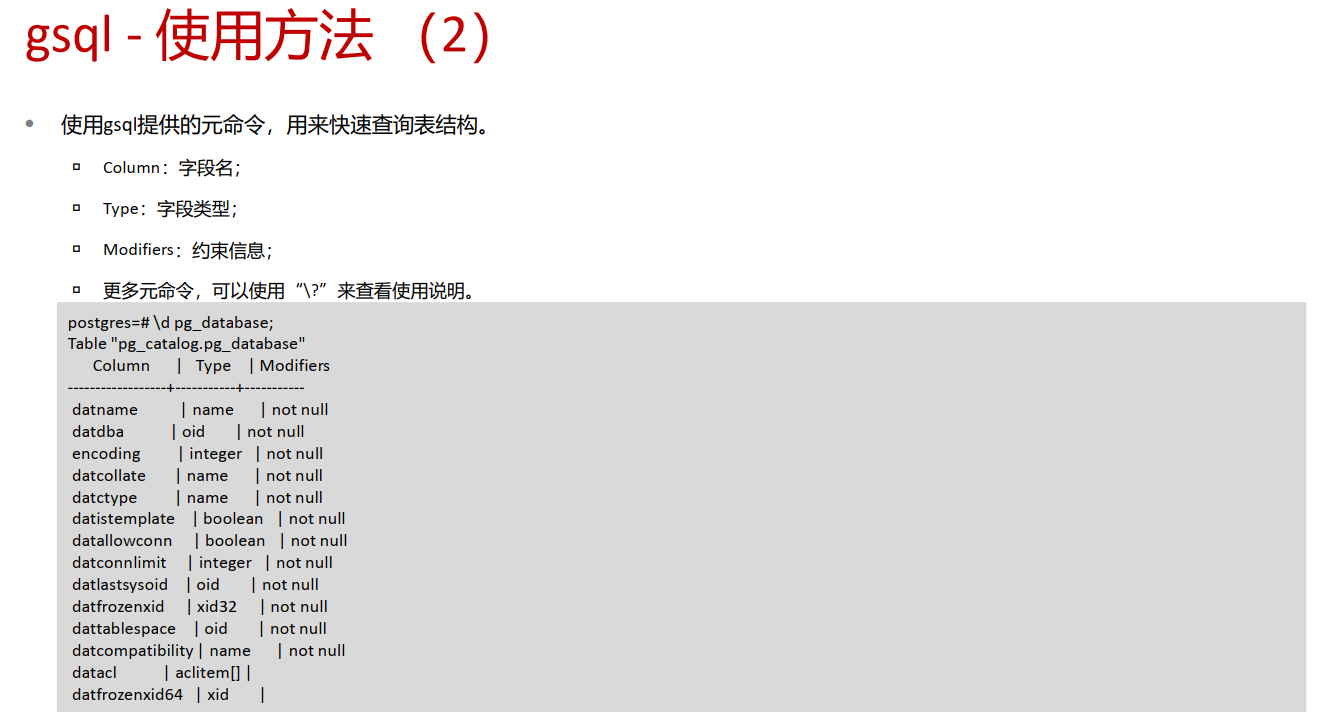 gsql - 使用方法 （2）
• 使用gsql提供的元命令，用来快速查询表结构。
▫ Column：字段名；
▫ Type：字段类型；
▫ Modifiers：约束信息；
▫ 更多元命令，可以使用“\?”来查看使用说明。
postgres=# \d pg_database;
Table "pg_catalog.pg_database"
Column | Type | Modifiers
------------------+-----------+-----------
datname | name | not null
datdba | oid | not null
encoding | integer | not null
datcollate | name | not null
datctype | name | not null
datistemplate | boolean | not null
datallowconn | boolean | not null
datconnlimit | integer | not null
datlastsysoid | oid | not null
datfrozenxid | xid32 | not null
dattablespace | oid | not null
datcompatibility | name | not null
datacl | aclitem[] |
datfrozenxid64 | xid |